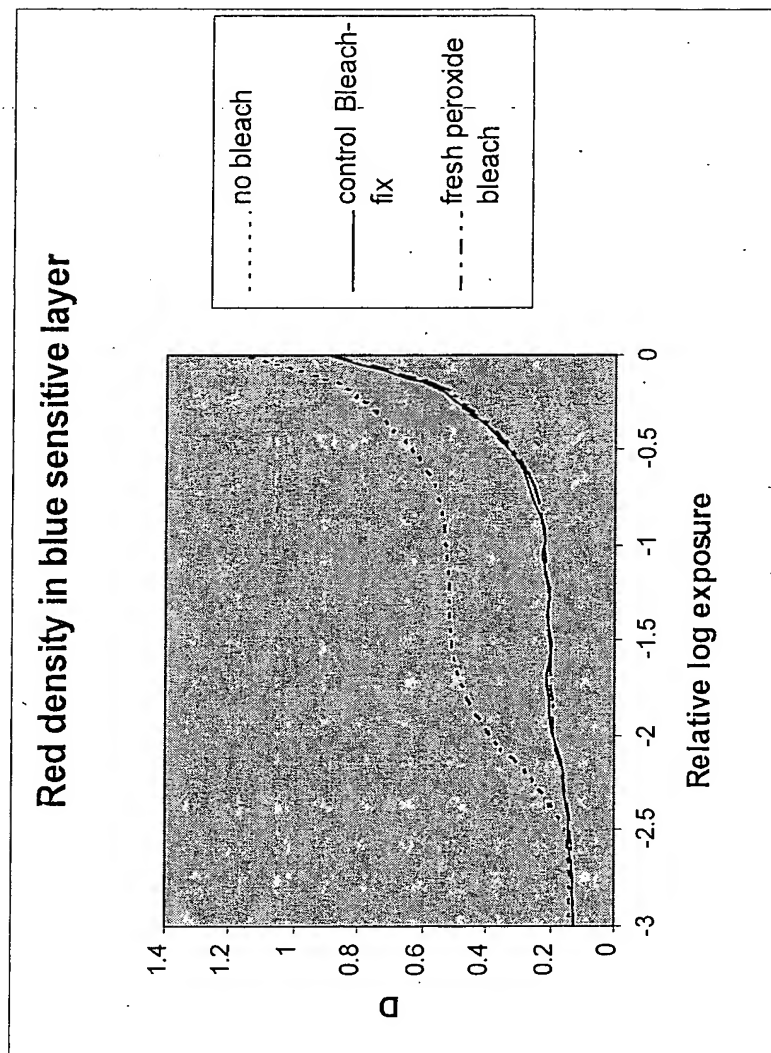 Red density in blue sensitive layer
D
1.4
1.2
1
0.8
0.6
0.4
0.2
0
-3
-2.5
-2
-1.5
-1
-0.5
0
Relative log exposure
no bleach
control Bleach-
fix
fresh peroxide
bleach